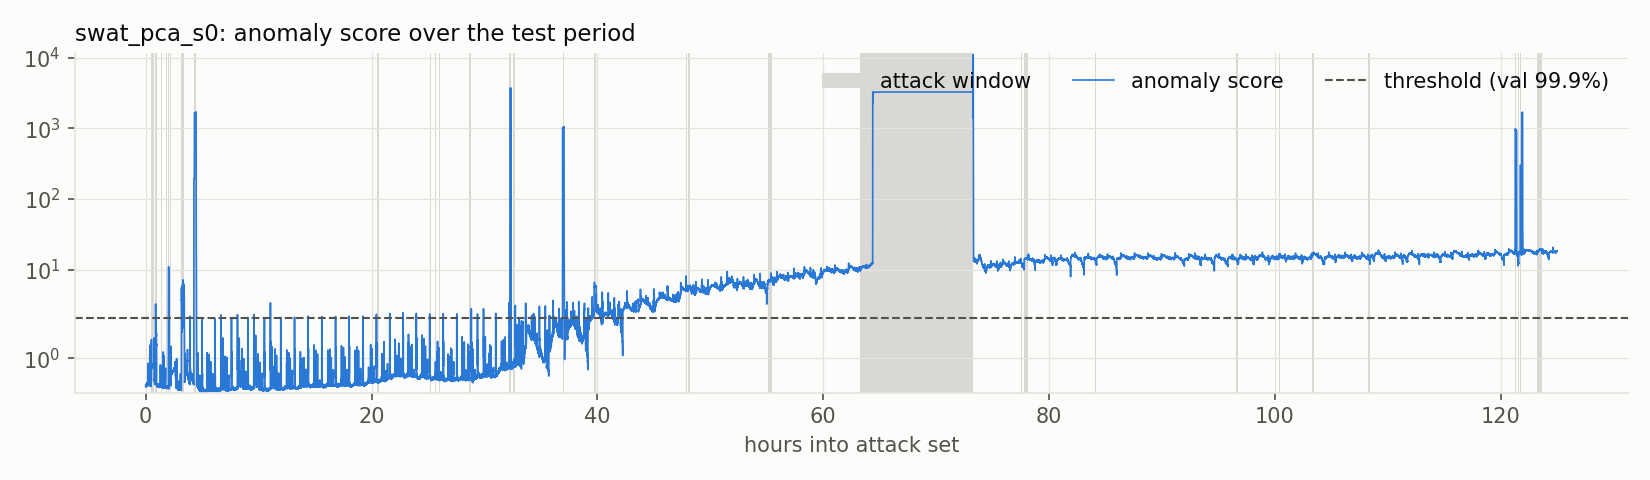 swat_pca_s0: anomaly score over the test period
attack window
anomaly score
threshold (val 99.9%)
10^4
10^3
10^2
10^1
10^0
0 20 40 60 80 100 120
hours into attack set